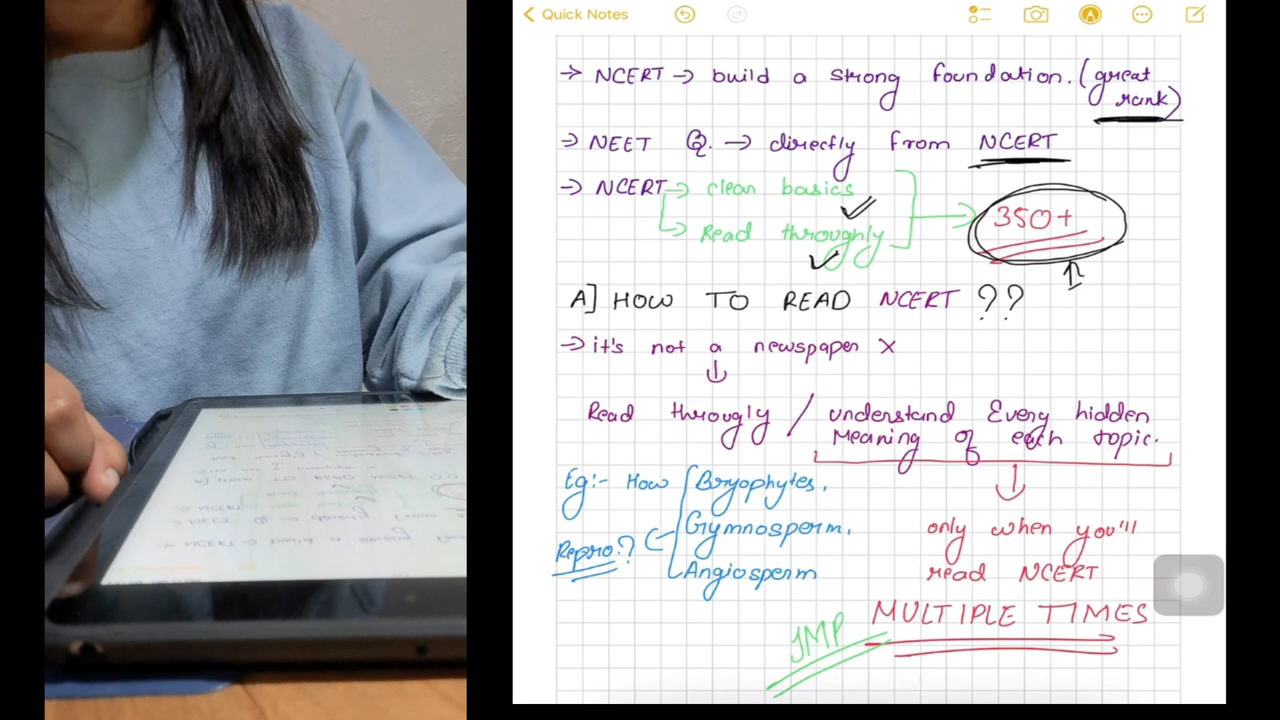 Quick Notes
→ NCERT → build a strong foundation. (great
rank)
→ NEET Q. → directly from NCERT
→ NCERT → clean basics
→ Read throughly
350+
A] HOW TO READ NCERT ??
→ it's not a newspaper X
Read througly / understand Every hidden
Meaning of each topic.
Eg:- How Bryophytes,
Gymnosperm,
Repro.?
Angiosperm
only when you'll
read NCERT
MULTIPLE TIMES
IMP